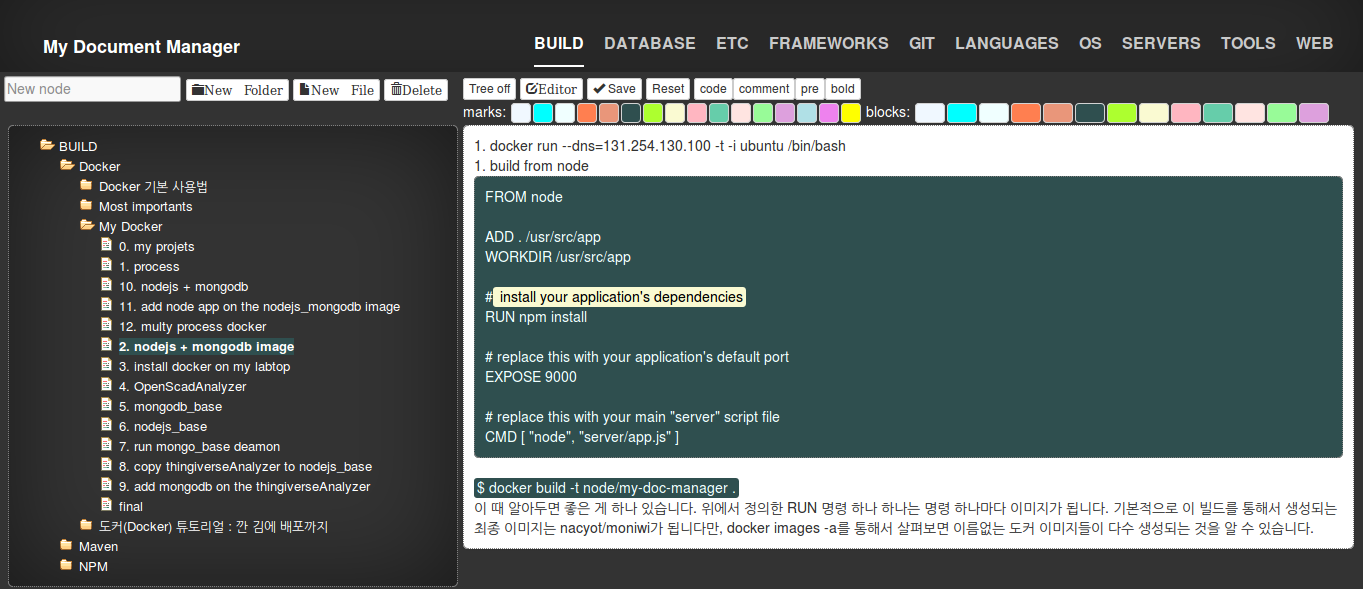 My Document Manager
BUILD DATABASE ETC FRAMEWORKS GIT LANGUAGES OS SERVERS TOOLS WEB
New node New Folder New File Delete
Tree off Editor Save Reset code comment pre bold
marks: blocks:
BUILD
Docker
Docker 기본 사용법
Most importants
My Docker
0. my projets
1. process
10. nodejs + mongodb
11. add node app on the nodejs_mongodb image
12. multy process docker
2. nodejs + mongodb image
3. install docker on my labtop
4. OpenScadAnalyzer
5. mongodb_base
6. nodejs_base
7. run mongo_base deamon
8. copy thingiverseAnalyzer to nodejs_base
9. add mongodb on the thingiverseAnalyzer
final
도커(Docker) 튜토리얼 : 깐 김에 배포까지
Maven
NPM
1. docker run --dns=131.254.130.100 -t -i ubuntu /bin/bash
1. build from node
FROM node
ADD . /usr/src/app
WORKDIR /usr/src/app
# install your application's dependencies
RUN npm install
# replace this with your application's default port
EXPOSE 9000
# replace this with your main "server" script file
CMD [ "node", "server/app.js" ]
$ docker build -t node/my-doc-manager .
이 때 알아두면 좋은 게 하나 있습니다. 위에서 정의한 RUN 명령 하나 하나는 명령 하나마다 이미지가 됩니다. 기본적으로 이 빌드를 통해서 생성되는
최종 이미지는 nacyot/moniwi가 됩니다만, docker images -a를 통해서 살펴보면 이름없는 도커 이미지들이 다수 생성되는 것을 알 수 있습니다.